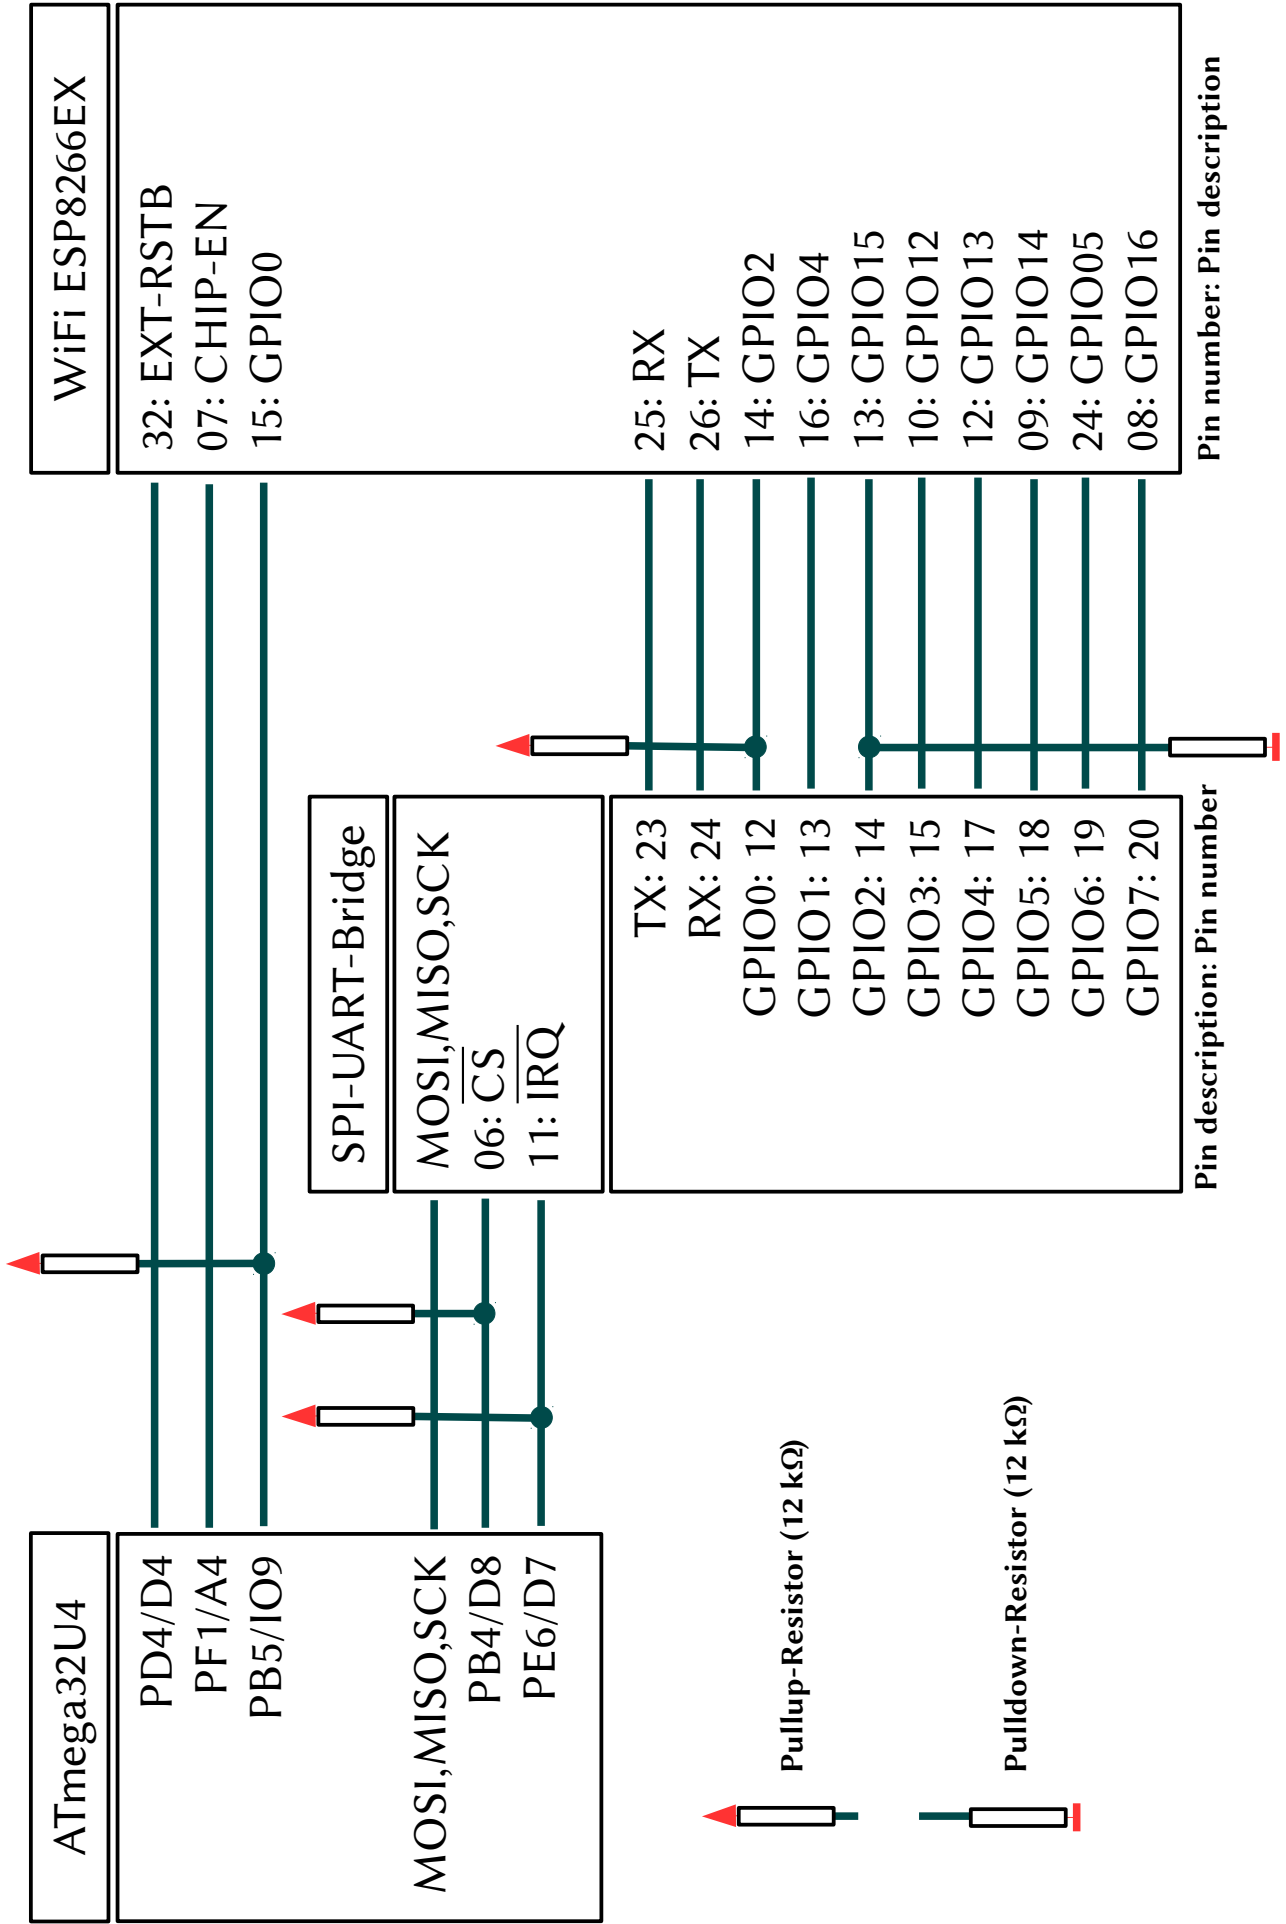 ATmega32U4
PD4/D4
PF1/A4
PB5/IO9
MOSI,MISO,SCK
PB4/D8
PE6/D7
SPI-UART-Bridge
MOSI,MISO,SCK
06: CS
11: IRQ
TX: 23
RX: 24
GPIO0: 12
GPIO1: 13
GPIO2: 14
GPIO3: 15
GPIO4: 17
GPIO5: 18
GPIO6: 19
GPIO7: 20
Pin description: Pin number
WiFi ESP8266EX
32: EXT-RSTB
07: CHIP-EN
15: GPIO0
25: RX
26: TX
14: GPIO2
16: GPIO4
13: GPIO15
10: GPIO12
12: GPIO13
09: GPIO14
24: GPIO05
08: GPIO16
Pin number: Pin description
Pullup-Resistor (12 kΩ)
Pulldown-Resistor (12 kΩ)